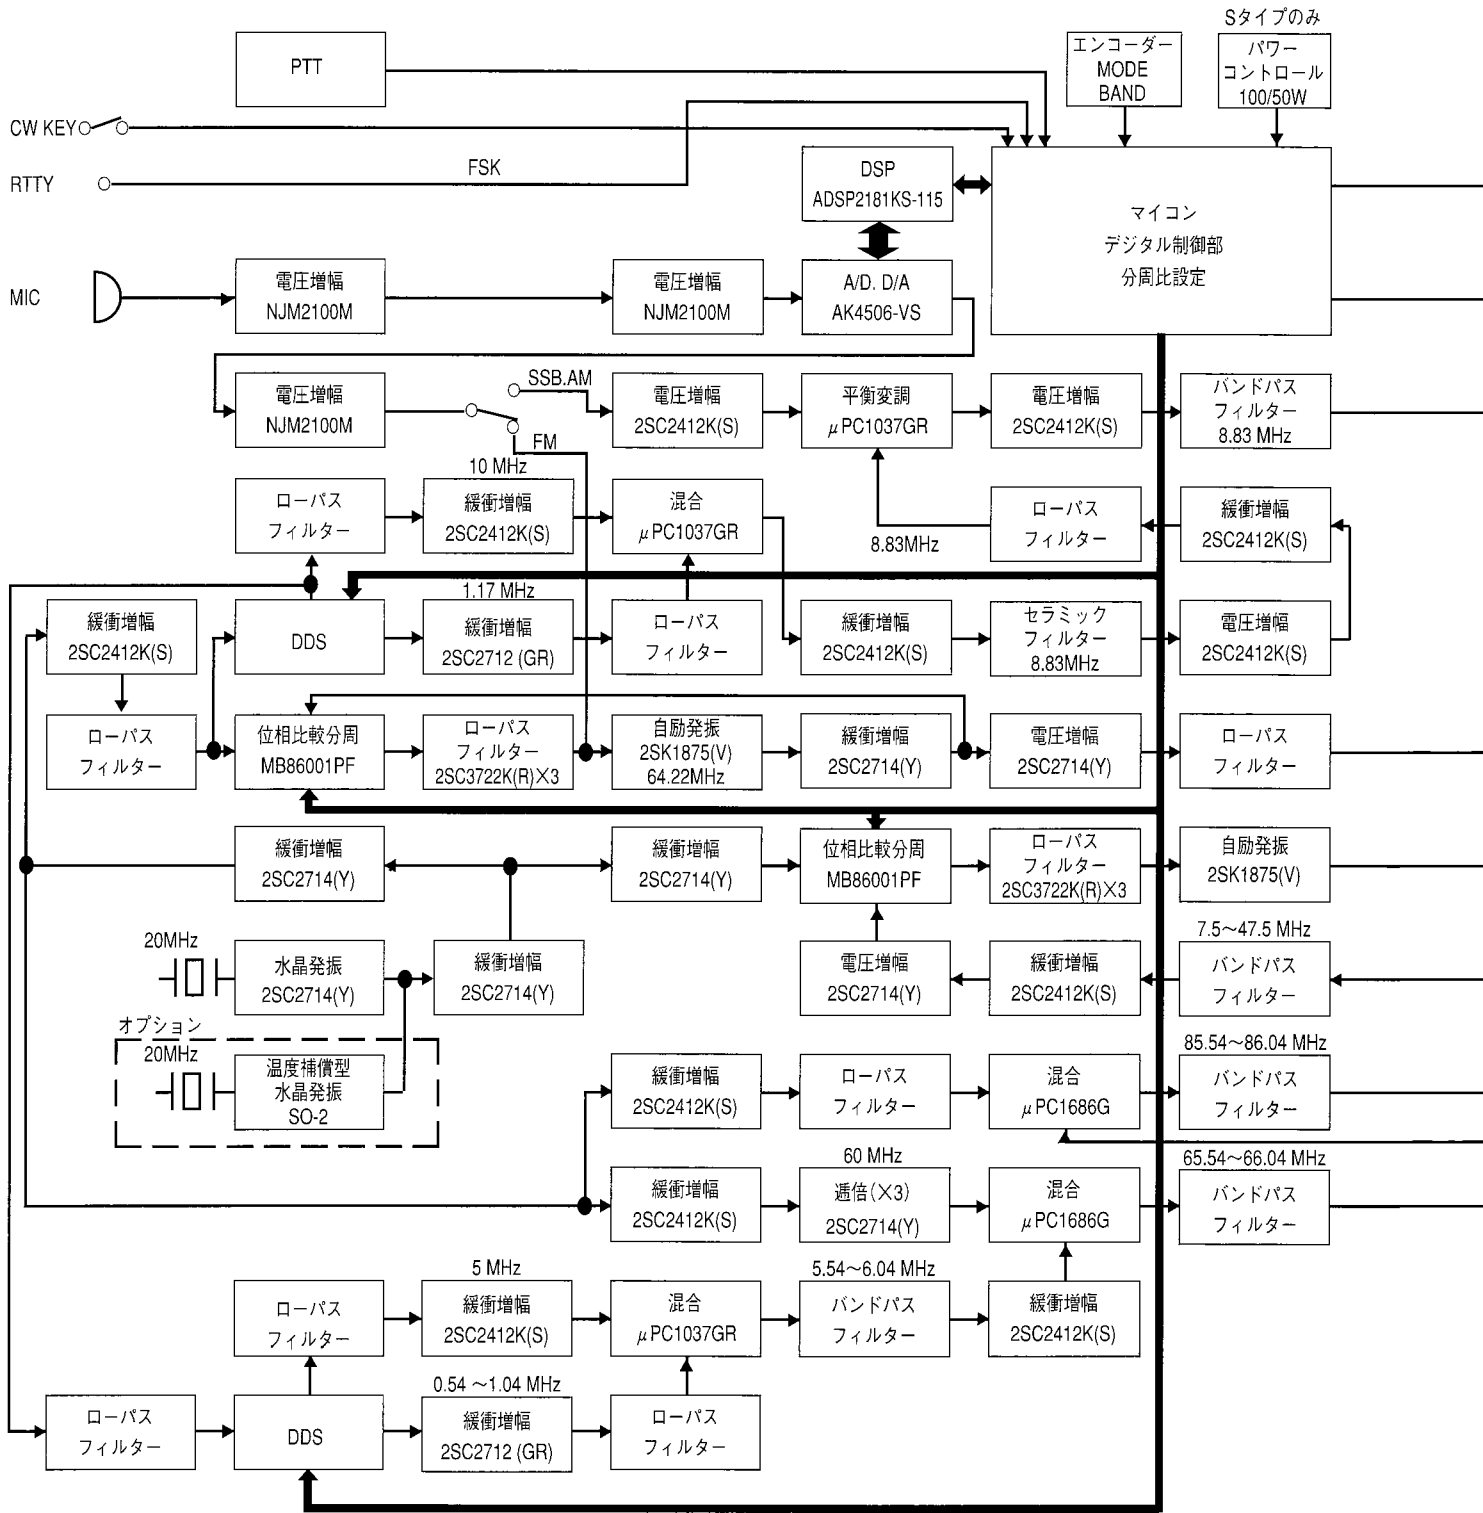 Sタイプのみ
PTT
エンコーダー
MODE
BAND
パワー
コントロール
100/50W
CW KEY
RTTY
FSK
DSP
ADSP2181KS-115
マイコン
デジタル制御部
分周比設定
MIC
電圧増幅
NJM2100M
電圧増幅
NJM2100M
A/D. D/A
AK4506-VS
電圧増幅
NJM2100M
SSB.AM
FM
電圧増幅
2SC2412K(S)
平衡変調
μPC1037GR
電圧増幅
2SC2412K(S)
バンドパス
フィルター
8.83 MHz
ローパス
フィルター
10 MHz
緩衝増幅
2SC2412K(S)
混合
μPC1037GR
8.83MHz
ローパス
フィルター
緩衝増幅
2SC2412K(S)
緩衝増幅
2SC2412K(S)
DDS
1.17 MHz
緩衝増幅
2SC2712 (GR)
ローパス
フィルター
緩衝増幅
2SC2412K(S)
セラミック
フィルター
8.83MHz
電圧増幅
2SC2412K(S)
ローパス
フィルター
位相比較分周
MB86001PF
ローパス
フィルター
2SC3722K(R)×3
自励発振
2SK1875(V)
64.22MHz
緩衝増幅
2SC2714(Y)
電圧増幅
2SC2714(Y)
ローパス
フィルター
緩衝増幅
2SC2714(Y)
緩衝増幅
2SC2714(Y)
位相比較分周
MB86001PF
ローパス
フィルター
2SC3722K(R)×3
自励発振
2SK1875(V)
20MHz
水晶発振
2SC2714(Y)
緩衝増幅
2SC2714(Y)
電圧増幅
2SC2714(Y)
緩衝増幅
2SC2412K(S)
7.5～47.5 MHz
バンドパス
フィルター
オプション
20MHz
温度補償型
水晶発振
SO-2
緩衝増幅
2SC2412K(S)
ローパス
フィルター
混合
μPC1686G
85.54～86.04 MHz
バンドパス
フィルター
緩衝増幅
2SC2412K(S)
60 MHz
逓倍(×3)
2SC2714(Y)
混合
μPC1686G
65.54～66.04 MHz
バンドパス
フィルター
ローパス
フィルター
5 MHz
緩衝増幅
2SC2412K(S)
混合
μPC1037GR
5.54～6.04 MHz
バンドパス
フィルター
緩衝増幅
2SC2412K(S)
ローパス
フィルター
DDS
0.54 ～1.04 MHz
緩衝増幅
2SC2712 (GR)
ローパス
フィルター